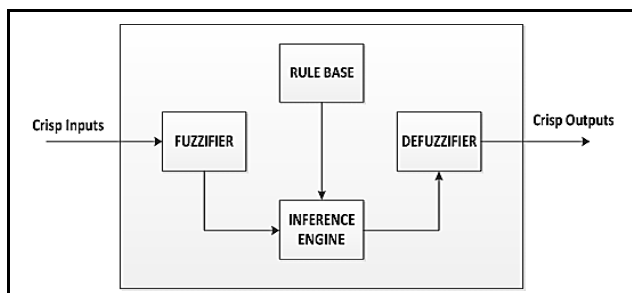 RULE BASE
Crisp Inputs
FUZZIFIER
DEFUZZIFIER
Crisp Outputs
INFERENCE
ENGINE